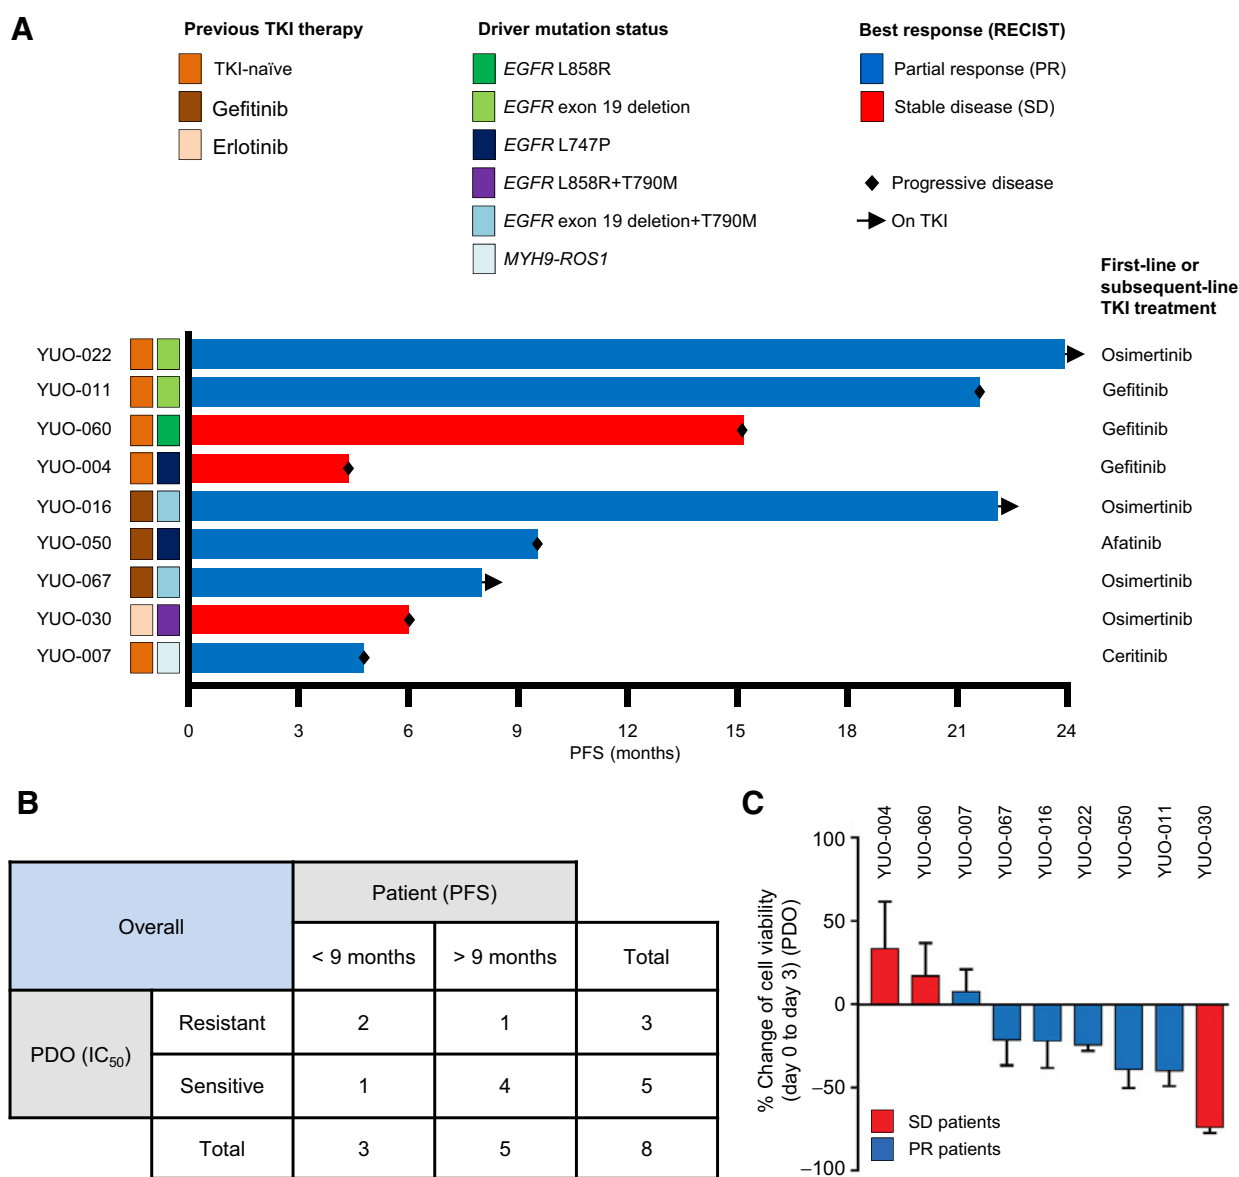 A
Previous TKI therapy
TKI-naïve
Gefitinib
Erlotinib
Driver mutation status
EGFR L858R
EGFR exon 19 deletion
EGFR L747P
EGFR L858R+T790M
EGFR exon 19 deletion+T790M
MYH9-ROS1
Best response (RECIST)
Partial response (PR)
Stable disease (SD)
Progressive disease
On TKI
First-line or
subsequent-line
TKI treatment
YUO-022 Osimertinib
YUO-011 Gefitinib
YUO-060 Gefitinib
YUO-004 Gefitinib
YUO-016 Osimertinib
YUO-050 Afatinib
YUO-067 Osimertinib
YUO-030 Osimertinib
YUO-007 Ceritinib
0 3 6 9 12 15 18 21 24
PFS (months)
B
Overall
Patient (PFS)
< 9 months > 9 months Total
PDO (IC50)
Resistant 2 1 3
Sensitive 1 4 5
Total 3 5 8
C
YUO-004
YUO-060
YUO-007
YUO-067
YUO-016
YUO-022
YUO-050
YUO-011
YUO-030
% Change of cell viability
(day 0 to day 3) (PDO)
100
50
0
−50
−100
SD patients
PR patients